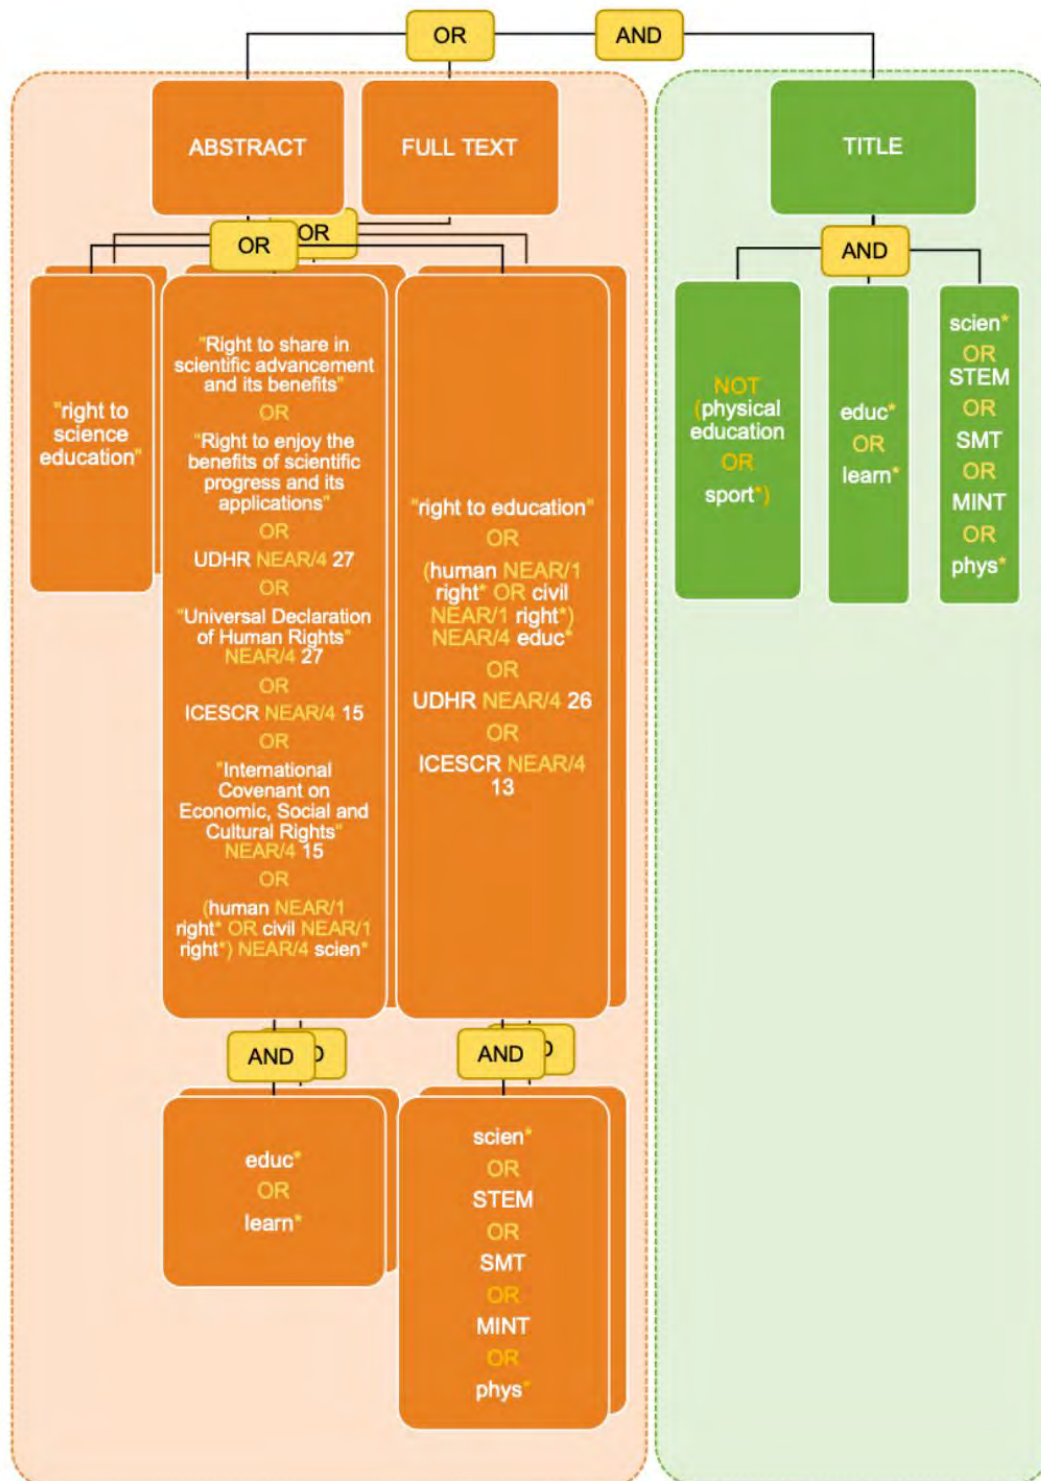 OR
AND
ABSTRACT
FULL TEXT
TITLE
OR
OR
AND
"right to
science
education"
"Right to share in
scientific advancement
and its benefits"
OR
"Right to enjoy the
benefits of scientific
progress and its
applications"
OR
UDHR NEAR/4 27
OR
"Universal Declaration
of Human Rights"
NEAR/4 27
OR
ICESCR NEAR/4 15
OR
"International
Covenant on
Economic, Social and
Cultural Rights"
NEAR/4 15
OR
(human NEAR/1
right* OR civil NEAR/1
right*) NEAR/4 scien*
"right to education"
OR
(human NEAR/1
right* OR civil
NEAR/1 right*)
NEAR/4 educ*
OR
UDHR NEAR/4 26
OR
ICESCR NEAR/4
13
NOT
(physical
education
OR
sport*)
educ*
OR
learn*
scien*
OR
STEM
OR
SMT
OR
MINT
OR
phys*
AND
D
AND
D
educ*
OR
learn*
scien*
OR
STEM
OR
SMT
OR
MINT
OR
phys*